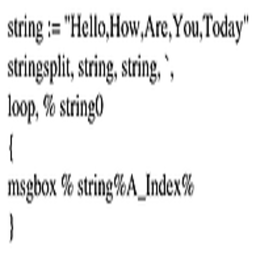 string := "Hello,How,Are,You,Today"
stringsplit, string, string, `,
loop, % string0
{
msgbox % string%A_Index%
}